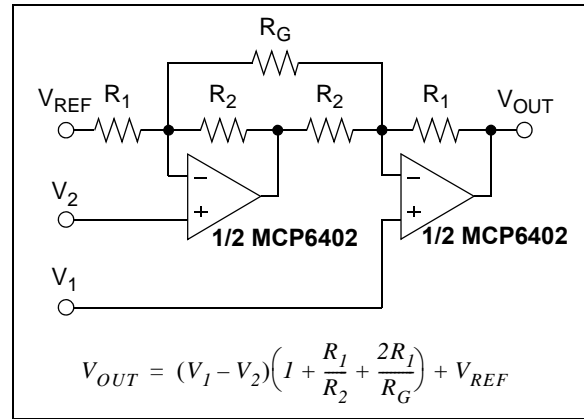 R_G
V_REF R_1 R_2 R_2 R_1 V_OUT
−
−
V_2
+
+
1/2 MCP6402 1/2 MCP6402
V_1
V_OUT = (V_1 − V_2)(1 + R_1/R_2 + 2R_1/R_G) + V_REF